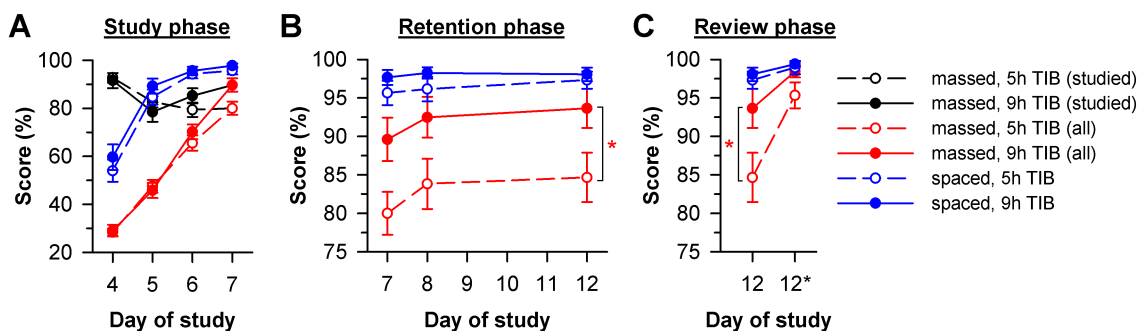 A Study phase
100
80
60
40
20
Score (%)
4 5 6 7
Day of study
B Retention phase
100
95
90
85
80
75
Score (%)
*
7 8 9 10 11 12
Day of study
C Review phase
100
95
90
85
80
75
Score (%)
*
12 12*
Day of study
massed, 5h TIB (studied)
massed, 9h TIB (studied)
massed, 5h TIB (all)
massed, 9h TIB (all)
spaced, 5h TIB
spaced, 9h TIB